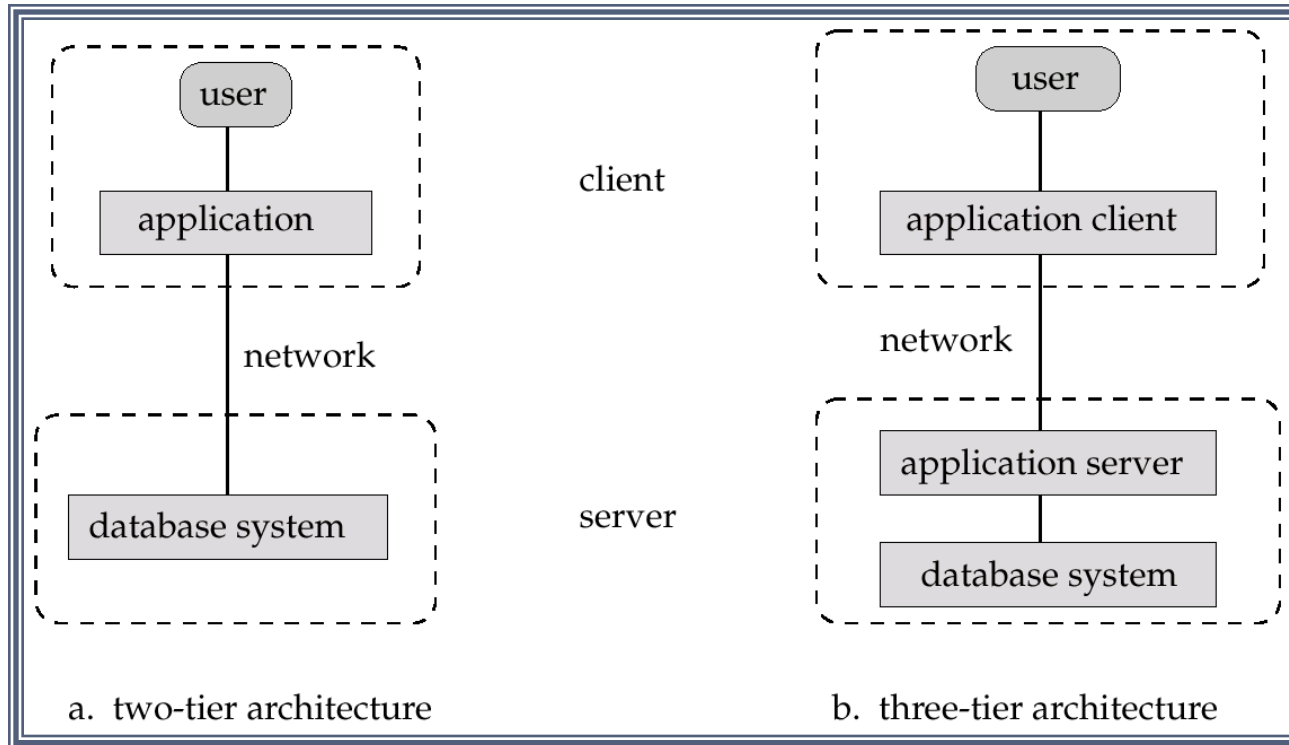 user
application
network
database system
a. two-tier architecture
client
server
user
application client
network
application server
database system
b. three-tier architecture